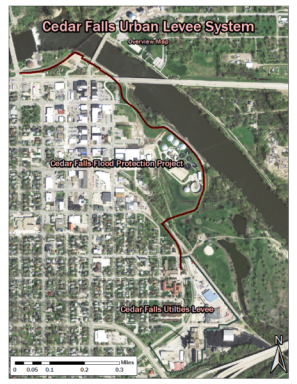 Cedar Falls Urban Levee System
Overview Map
Cedar Falls Flood Protection Project
Cedar Falls Utilties Levee
Miles
0 0.05 0.1 0.2 0.3
N